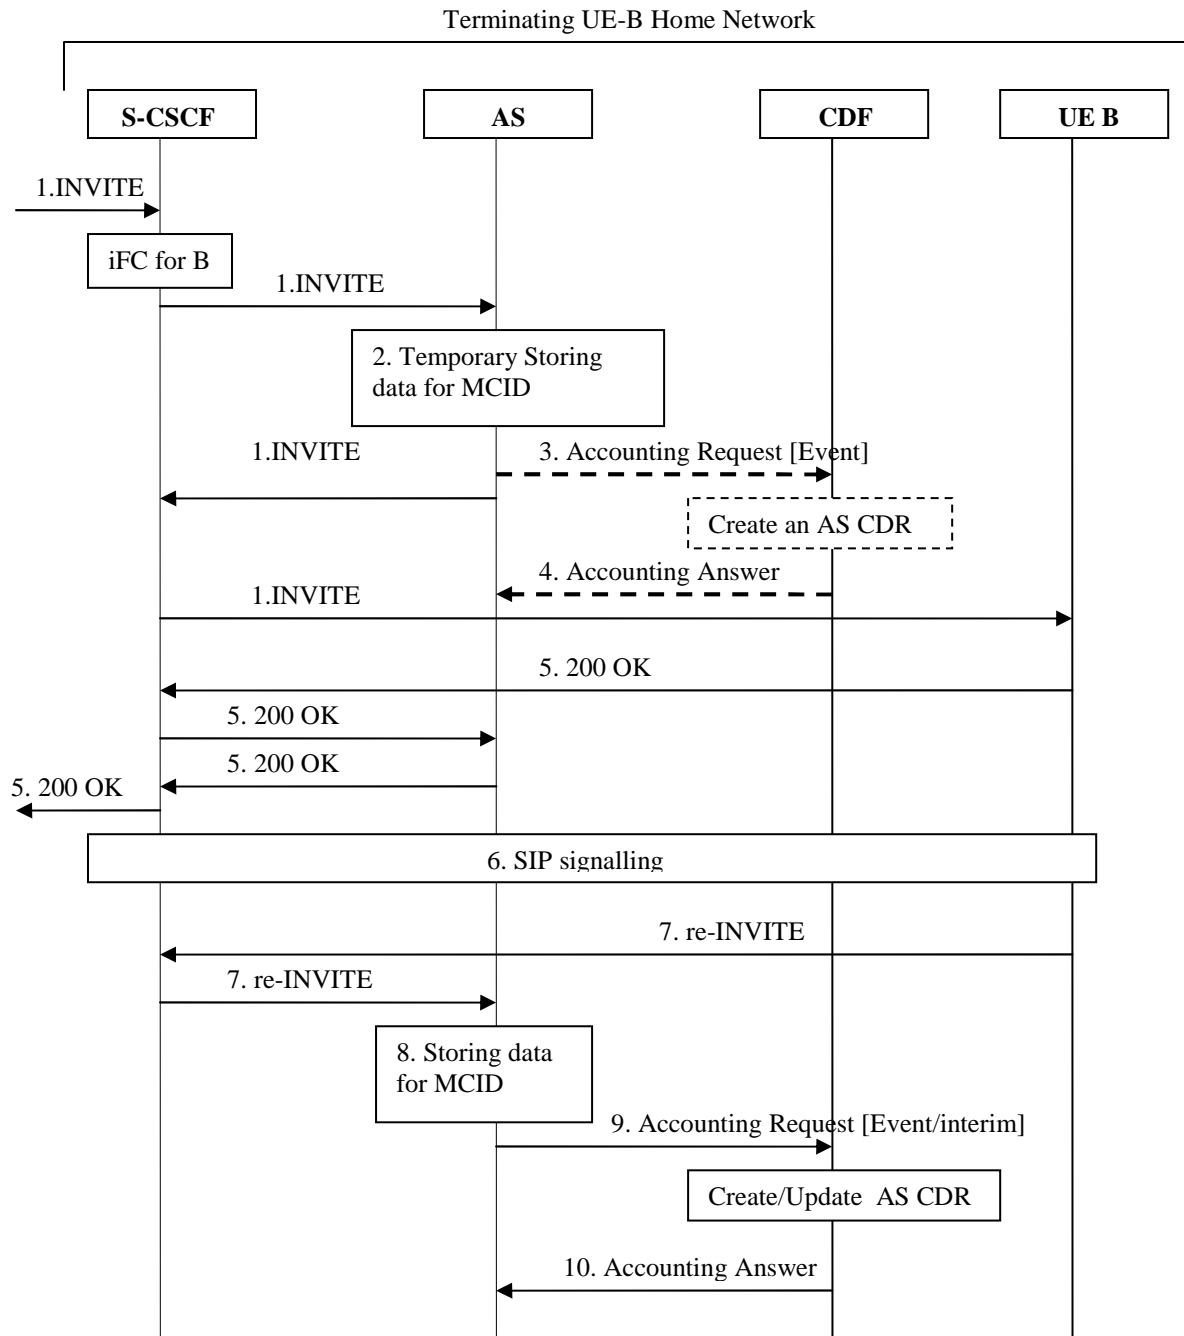 Terminating UE-B Home Network
S-CSCF
AS
CDF
UE B
1.INVITE
iFC for B
1.INVITE
2. Temporary Storing
data for MCID
1.INVITE
3. Accounting Request [Event]
Create an AS CDR
4. Accounting Answer
1.INVITE
5. 200 OK
5. 200 OK
5. 200 OK
5. 200 OK
6. SIP signalling
7. re-INVITE
7. re-INVITE
8. Storing data
for MCID
9. Accounting Request [Event/interim]
Create/Update AS CDR
10. Accounting Answer